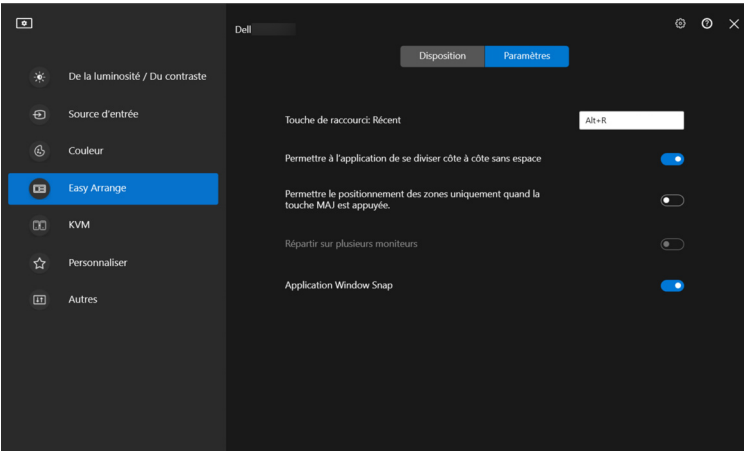 Dell
Disposition
Paramètres
De la luminosité / Du contraste
Source d'entrée
Couleur
Easy Arrange
KVM
Personnaliser
Autres
Touche de raccourci: Récent
Alt+R
Permettre à l'application de se diviser côte à côte sans espace
Permettre le positionnement des zones uniquement quand la
touche MAJ est appuyée.
Répartir sur plusieurs moniteurs
Application Window Snap